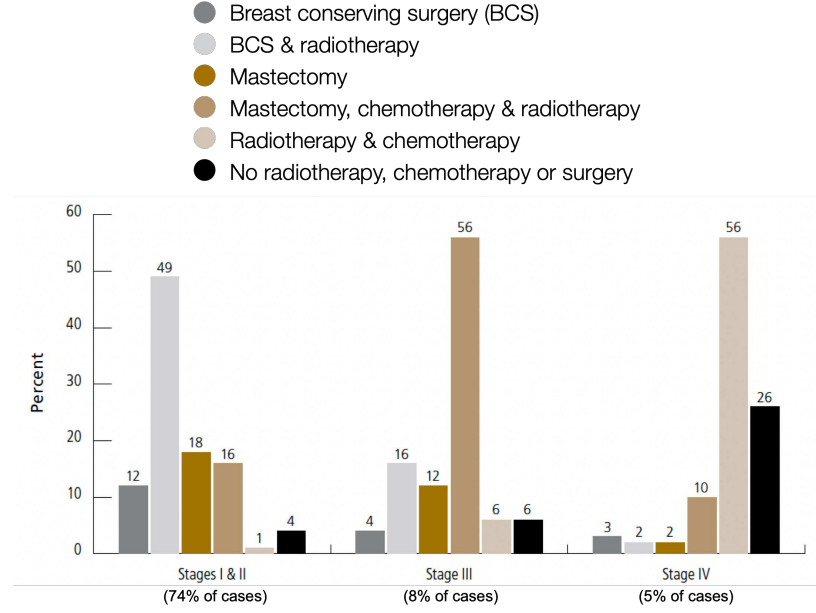 Breast conserving surgery (BCS)
BCS & radiotherapy
Mastectomy
Mastectomy, chemotherapy & radiotherapy
Radiotherapy & chemotherapy
No radiotherapy, chemotherapy or surgery
Percent
60
50
40
30
20
10
0
12
49
18
16
1
4
4
16
12
56
6
6
3
2
2
10
56
26
Stages I & II
(74% of cases)
Stage III
(8% of cases)
Stage IV
(5% of cases)